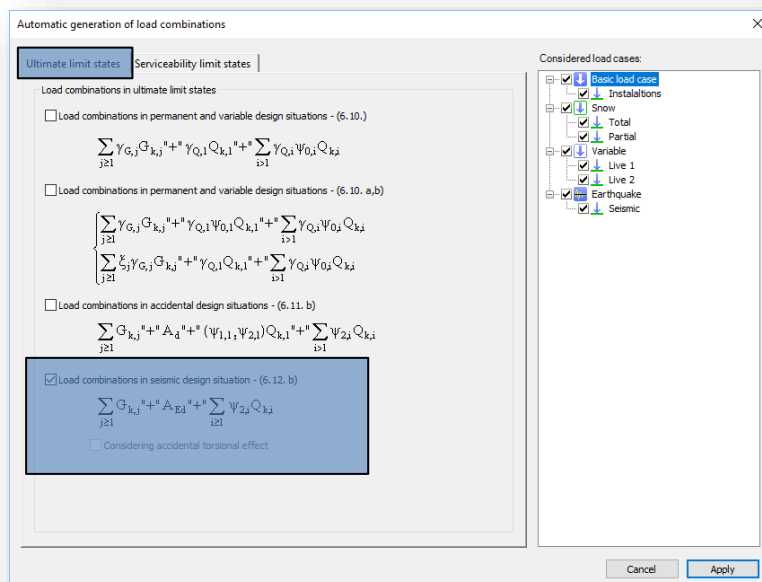 Automatic generation of load combinations
Ultimate limit states
Serviceability limit states
Load combinations in ultimate limit states
Load combinations in permanent and variable design situations - (6.10.)
∑ j≥1 γG,j Gk,j "+" γQ,1 Qk,1 "+" ∑ i>1 γQ,i ψ0,i Qk,i
Load combinations in permanent and variable design situations - (6.10. a,b)
∑ j≥1 γG,j Gk,j "+" γQ,1 ψ0,1 Qk,1 "+" ∑ i>1 γQ,i ψ0,i Qk,i
∑ j≥1 ξj γG,j Gk,j "+" γQ,1 Qk,1 "+" ∑ i>1 γQ,i ψ0,i Qk,i
Load combinations in accidental design situations - (6.11. b)
∑ j≥1 Gk,j "+" Ad "+" (ψ1,1; ψ2,1) Qk,1 "+" ∑ i>1 ψ2,i Qk,i
Load combinations in seismic design situation - (6.12. b)
∑ j≥1 Gk,j "+" AEd "+" ∑ i≥1 ψ2,i Qk,i
Considering accidental torsional effect
Considered load cases:
Basic load case
Instalaltions
Snow
Total
Partial
Variable
Live 1
Live 2
Earthquake
Seismic
Cancel
Apply